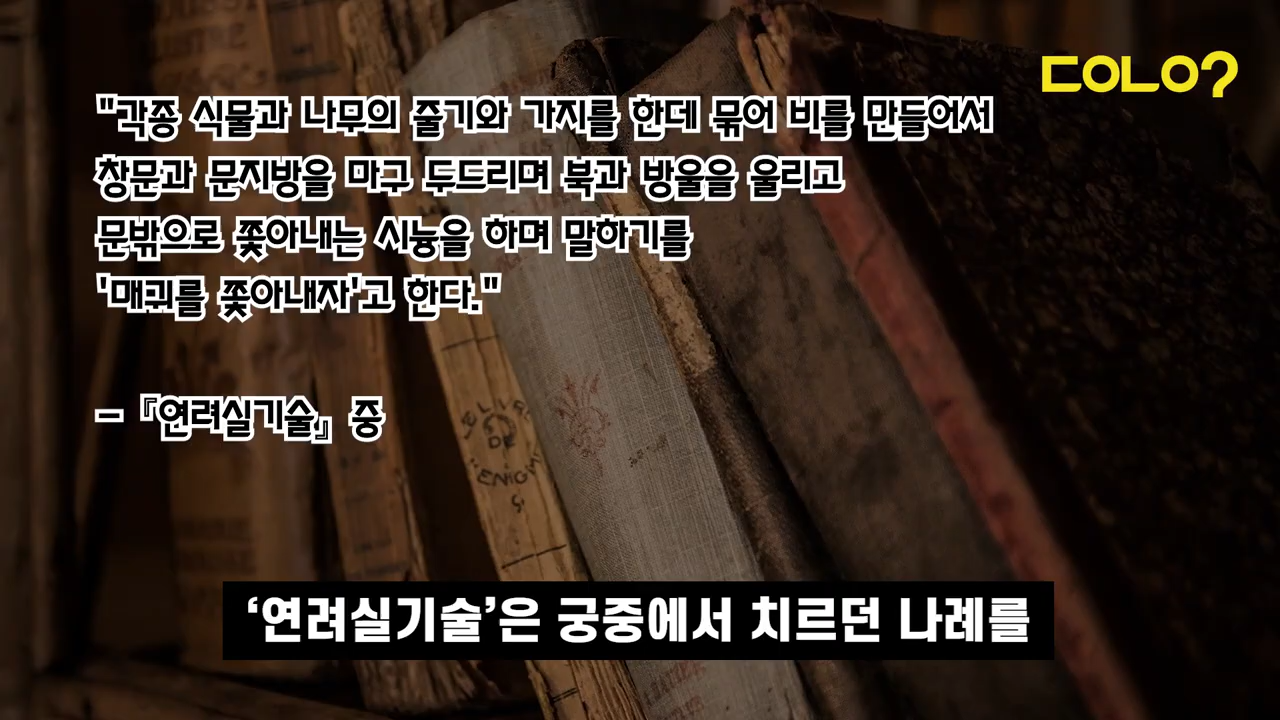 ㄷㅇㄴㅇ?
"각종 식물과 나무의 줄기와 가지를 한데 묶어 비를 만들어서
창문과 문지방을 마구 두드리며 북과 방울을 울리고
문밖으로 쫓아내는 시늉을 하며 말하기를
'매귀를 쫓아내자'고 한다."
- 『연려실기술』 중
DE
‘연려실기술’은 궁중에서 치르던 나례를